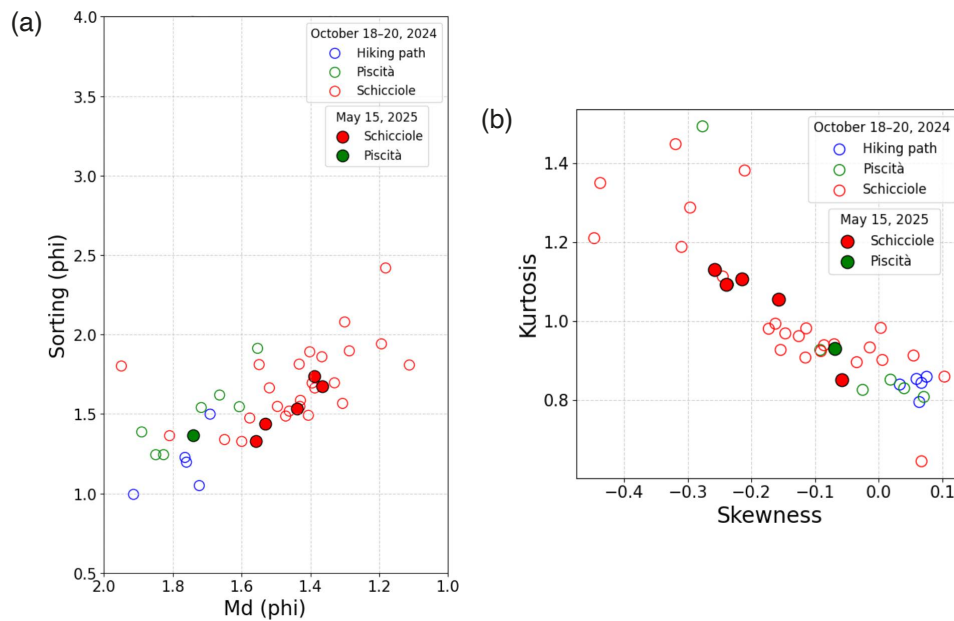 (a)
4.0
3.5
3.0
2.5
2.0
1.5
1.0
0.5
Sorting (phi)
October 18–20, 2024
Hiking path
Piscità
Schicciole
May 15, 2025
Schicciole
Piscità
2.0 1.8 1.6 1.4 1.2 1.0
Md (phi)
(b)
1.4
1.2
1.0
0.8
Kurtosis
October 18–20, 2024
Hiking path
Piscità
Schicciole
May 15, 2025
Schicciole
Piscità
−0.4 −0.3 −0.2 −0.1 0.0 0.1
Skewness